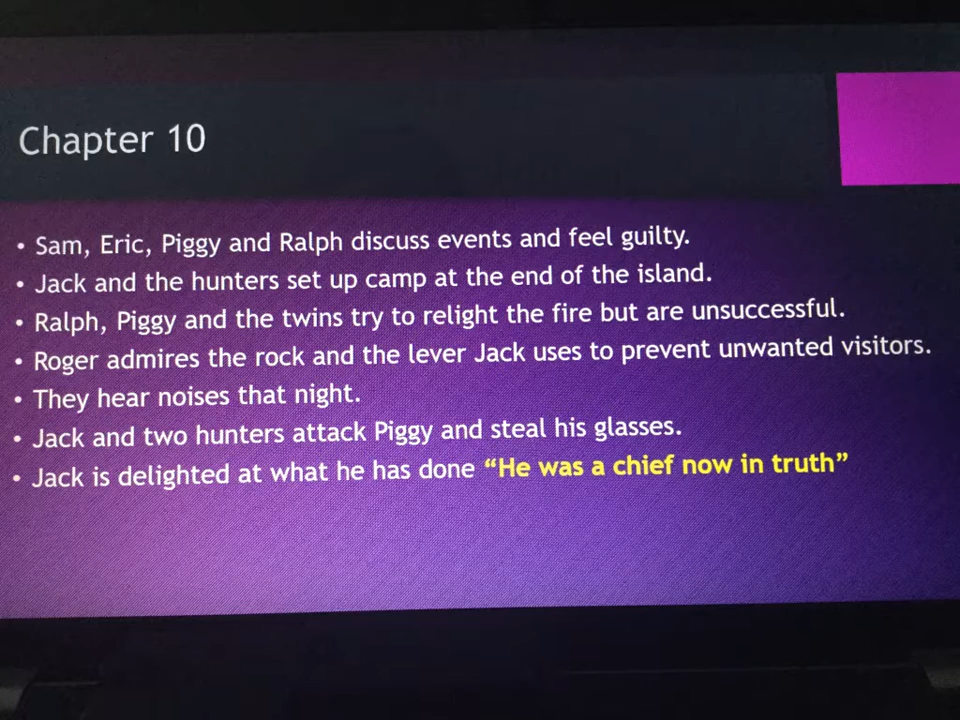 Chapter 10
• Sam, Eric, Piggy and Ralph discuss events and feel guilty.
• Jack and the hunters set up camp at the end of the island.
• Ralph, Piggy and the twins try to relight the fire but are unsuccessful.
• Roger admires the rock and the lever Jack uses to prevent unwanted visitors.
• They hear noises that night.
• Jack and two hunters attack Piggy and steal his glasses.
• Jack is delighted at what he has done “He was a chief now in truth”